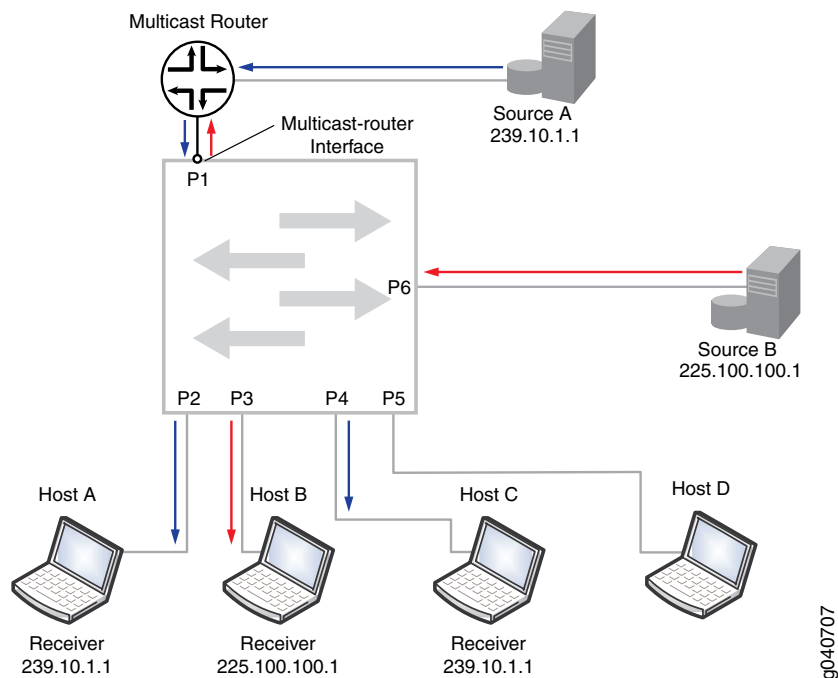 Multicast Router
Source A
239.10.1.1
Multicast-router
Interface
P1
P6
Source B
225.100.100.1
P2
P3
P4
P5
Host A
Host B
Host C
Host D
Receiver
239.10.1.1
Receiver
225.100.100.1
Receiver
239.10.1.1
g040707